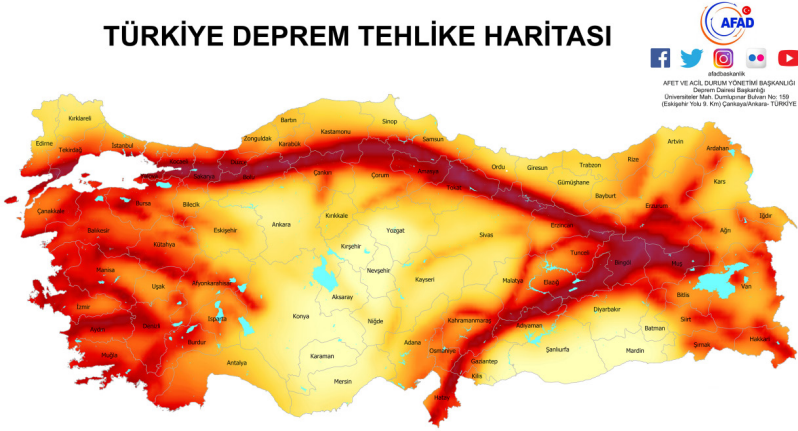 TÜRKİYE DEPREM TEHLİKE HARİTASI
AFAD
afadbaskanlik
AFET VE ACİL DURUM YÖNETİMİ BAŞKANLIĞI
Deprem Dairesi Başkanlığı
Üniversiteler Mah. Dumlupınar Bulvarı No: 159
(Eskişehir Yolu 9. Km) Çankaya/Ankara- TÜRKİYE
Kırklareli
Edirne
Tekirdağ
İstanbul
Kocaeli
Sakarya
Düzce
Bolu
Zonguldak
Bartın
Karabük
Kastamonu
Sinop
Samsun
Çankırı
Çorum
Amasya
Tokat
Ordu
Giresun
Trabzon
Rize
Artvin
Ardahan
Kars
Gümüşhane
Bayburt
Erzurum
Iğdır
Ağrı
Çanakkale
Balıkesir
Bursa
Bilecik
Eskişehir
Kütahya
Ankara
Kırıkkale
Kırşehir
Yozgat
Sivas
Erzincan
Tunceli
Bingöl
Muş
Van
Bitlis
Manisa
Uşak
Afyonkarahisar
İzmir
Aydın
Denizli
Isparta
Burdur
Muğla
Antalya
Konya
Aksaray
Nevşehir
Niğde
Kayseri
Karaman
Mersin
Adana
Osmaniye
Hatay
Kahramanmaraş
Malatya
Elazığ
Adıyaman
Gaziantep
Kilis
Şanlıurfa
Diyarbakır
Batman
Mardin
Siirt
Şırnak
Hakkari